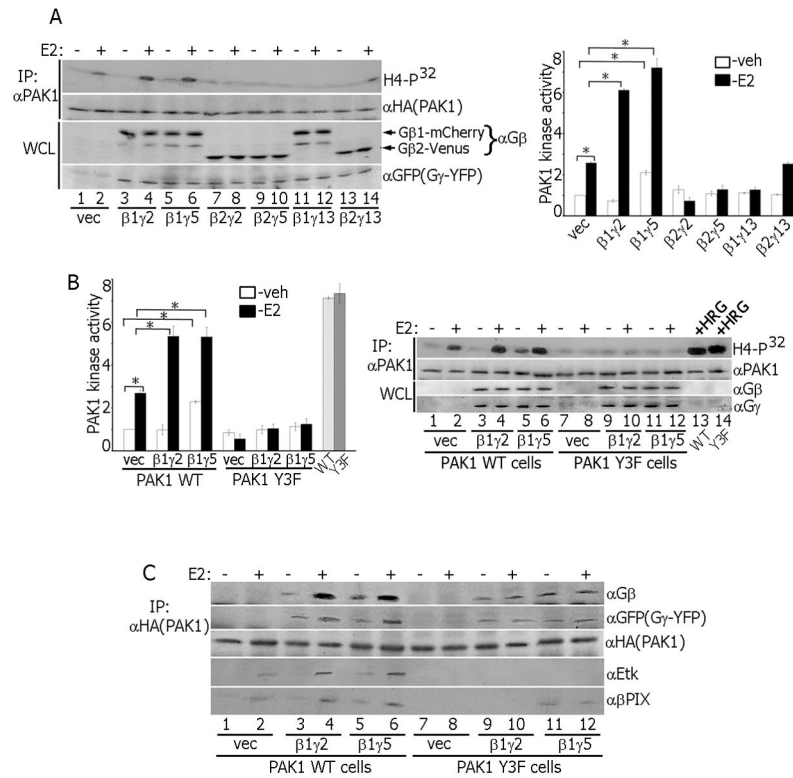 A
E2: - + - + - + - + - + - + - +
IP:
αPAK1
H4-P32
αHA(PAK1)
WCL
Gβ1-mCherry
Gβ2-Venus
αGβ
αGFP(Gγ-YFP)
1 2 3 4 5 6 7 8 9 10 11 12 13 14
vec β1γ2 β1γ5 β2γ2 β2γ5 β1γ13 β2γ13
PAK1 kinase activity
8
6
4
2
0
-veh
-E2
* * * *
vec β1γ2 β1γ5 β2γ2 β2γ5 β1γ13 β2γ13
B
PAK1 kinase activity
8
6
4
2
0
-veh
-E2
* * * *
vec β1γ2 β1γ5 vec β1γ2 β1γ5 WT Y3F
PAK1 WT PAK1 Y3F
E2: - + - + - + - + - + - + +HRG +HRG
IP:
αPAK1
H4-P32
αPAK1
WCL
αGβ
αGγ
1 2 3 4 5 6 7 8 9 10 11 12 13 14
vec β1γ2 β1γ5 vec β1γ2 β1γ5 WT Y3F
PAK1 WT cells PAK1 Y3F cells
C
E2: - + - + - + - + - + - +
IP:
αHA(PAK1)
αGβ
αGFP(Gγ-YFP)
αHA(PAK1)
αEtk
αβPIX
1 2 3 4 5 6 7 8 9 10 11 12
vec β1γ2 β1γ5 vec β1γ2 β1γ5
PAK1 WT cells PAK1 Y3F cells